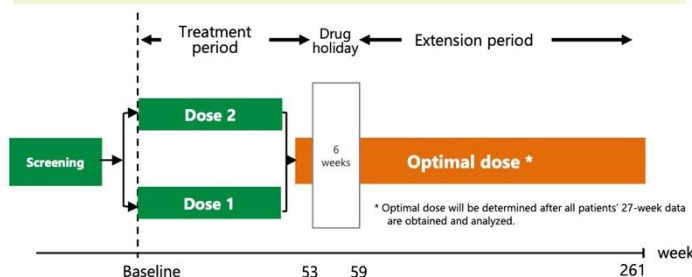 Treatment
period
Drug
holiday
Extension period
Dose 2
Screening
6
weeks
Optimal dose *
Dose 1
* Optimal dose will be determined after all patients' 27-week data
are obtained and analyzed.
week
Baseline 53 59 261